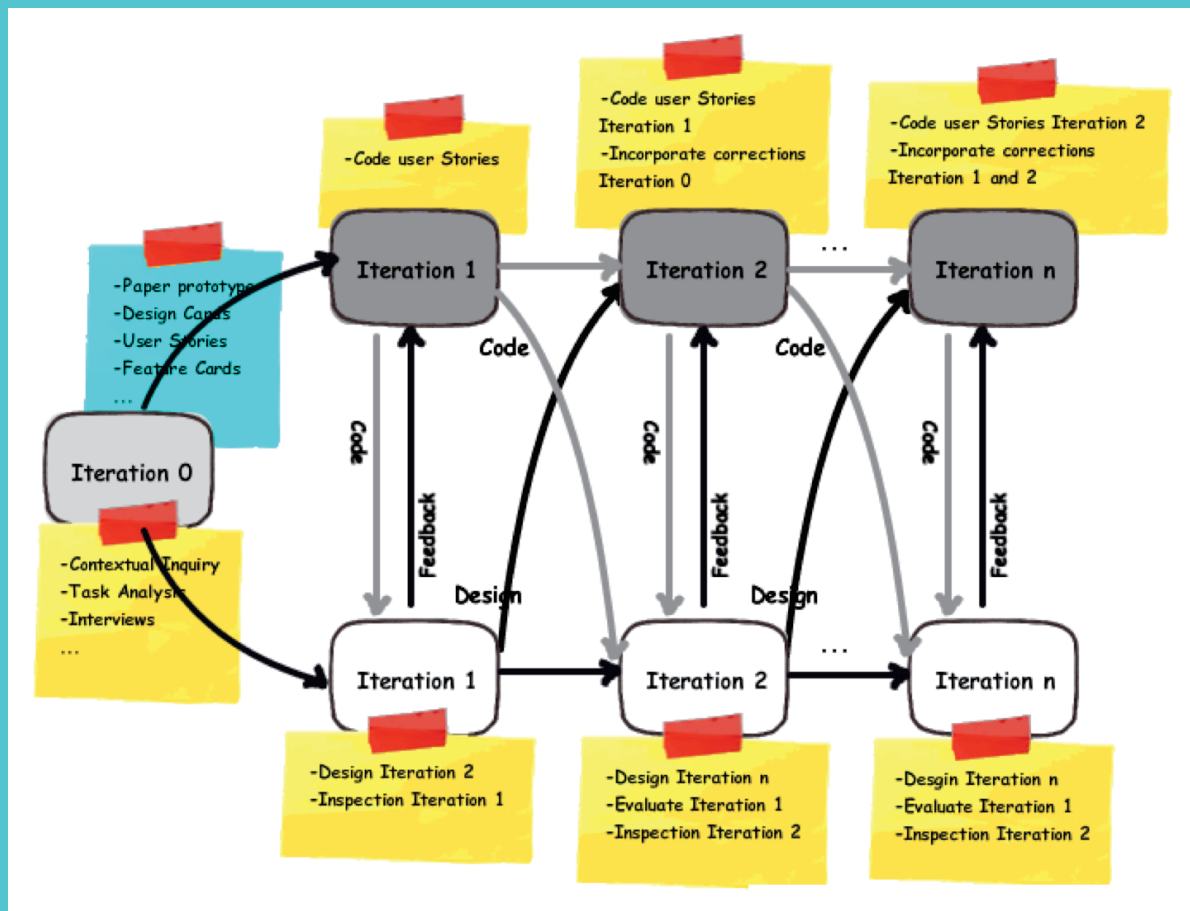 -Code user Stories
-Code user Stories
Iteration 1
-Incorporate corrections
Iteration 0
-Code user Stories Iteration 2
-Incorporate corrections
Iteration 1 and 2
Iteration 1
Iteration 2
...
Iteration n
-Paper prototype
-Design Cards
-User Stories
-Feature Cards
...
Iteration 0
-Contextual Inquiry
-Task Analysis
-Interviews
...
Code
Code
Code
Feedback
Code
Feedback
Code
Feedback
Design
Design
Iteration 1
Iteration 2
...
Iteration n
-Design Iteration 2
-Inspection Iteration 1
-Design Iteration n
-Evaluate Iteration 1
-Inspection Iteration 2
-Desgin Iteration n
-Evaluate Iteration 1
-Inspection Iteration 2